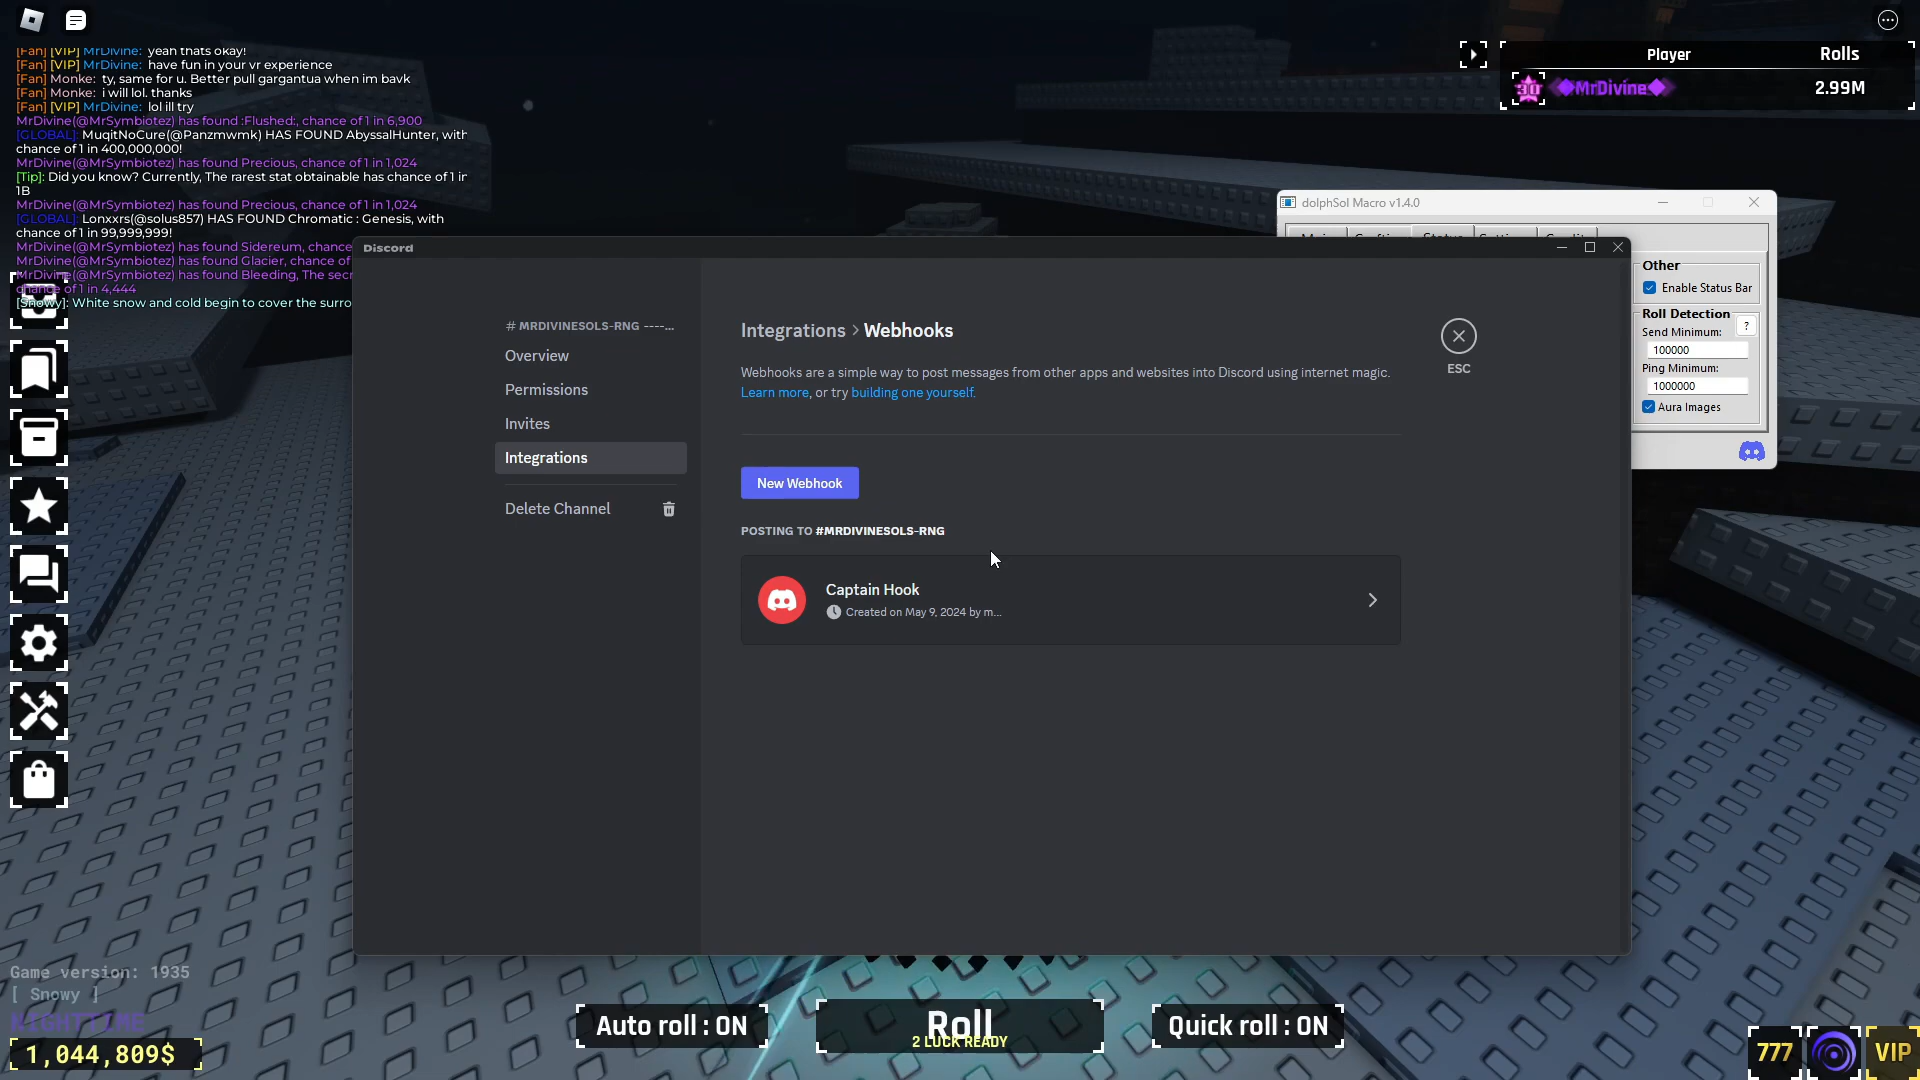 [Fan] [VIP] MrDivine: yeah thats okay!
[Fan] [VIP] MrDivine: have fun in your vr experience
[Fan] Monke: ty, same for u. Better pull gargantua when im bavk
[Fan] Monke: i will lol. thanks
[Fan] [VIP] MrDivine: lol ill try
MrDivine(@MrSymbiotez) has found :Flushed:, chance of 1 in 6,900
[GLOBAL]: MuqitNoCure(@Panzmwmk) HAS FOUND AbyssalHunter, with
chance of 1 in 400,000,000!
MrDivine(@MrSymbiotez) has found Precious, chance of 1 in 1,024
[Tip]: Did you know? Currently, The rarest stat obtainable has chance of 1 in
1B
MrDivine(@MrSymbiotez) has found Precious, chance of 1 in 1,024
[GLOBAL]: Lonxxrs(@solus857) HAS FOUND Chromatic : Genesis, with
chance of 1 in 99,999,999!
MrDivine(@MrSymbiotez) has found Sidereum, chance
MrDivine(@MrSymbiotez) has found Glacier, chance of
MrDivine(@MrSymbiotez) has found Bleeding, The secr
chance of 1 in 4,444
[Snowy]: White snow and cold begin to cover the surro
Player Rolls
30 MrDivine 2.99M
dolphSol Macro v1.4.0
Other
Enable Status Bar
Roll Detection
Send Minimum: ?
100000
Ping Minimum:
1000000
Aura Images
Discord
# MRDIVINESOLS-RNG ----...
Overview
Permissions
Invites
Integrations
Delete Channel
Integrations > Webhooks
ESC
Webhooks are a simple way to post messages from other apps and websites into Discord using internet magic.
Learn more, or try building one yourself.
New Webhook
POSTING TO #MRDIVINESOLS-RNG
Captain Hook
Created on May 9, 2024 by m...
Game version: 1935
[ Snowy ]
NIGHTTIME
1,044,809$
Auto roll : ON
Roll
2 LUCK READY
Quick roll : ON
777
VIP